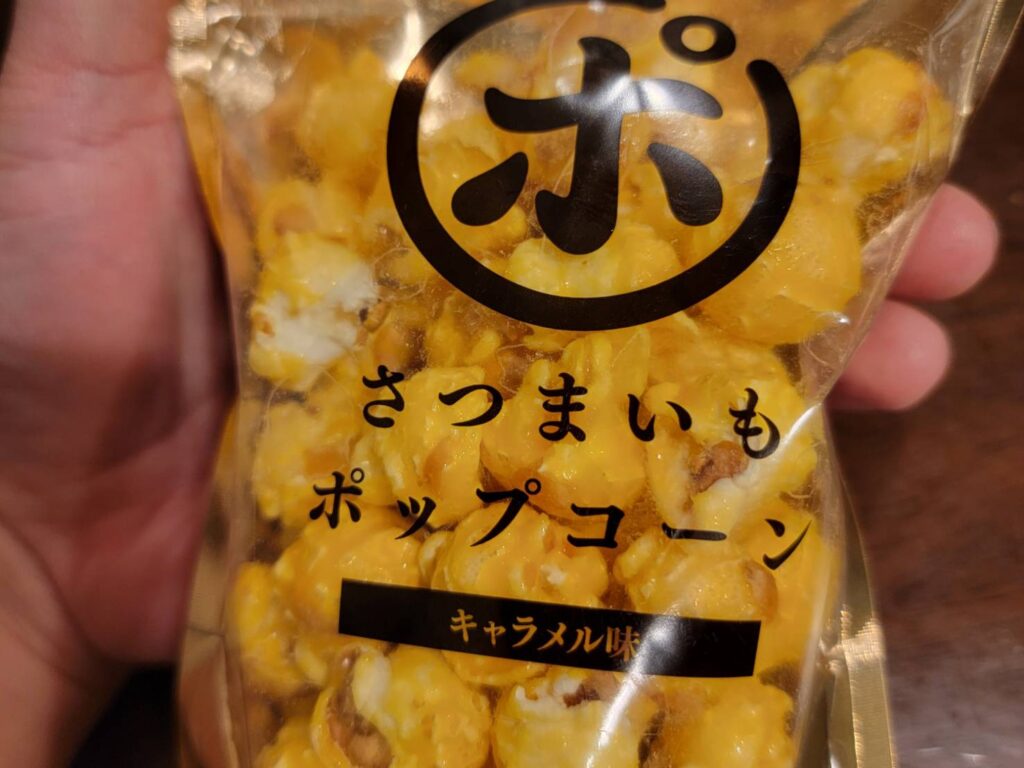 ポ
さつまいも
ポップコーン
キャラメル味